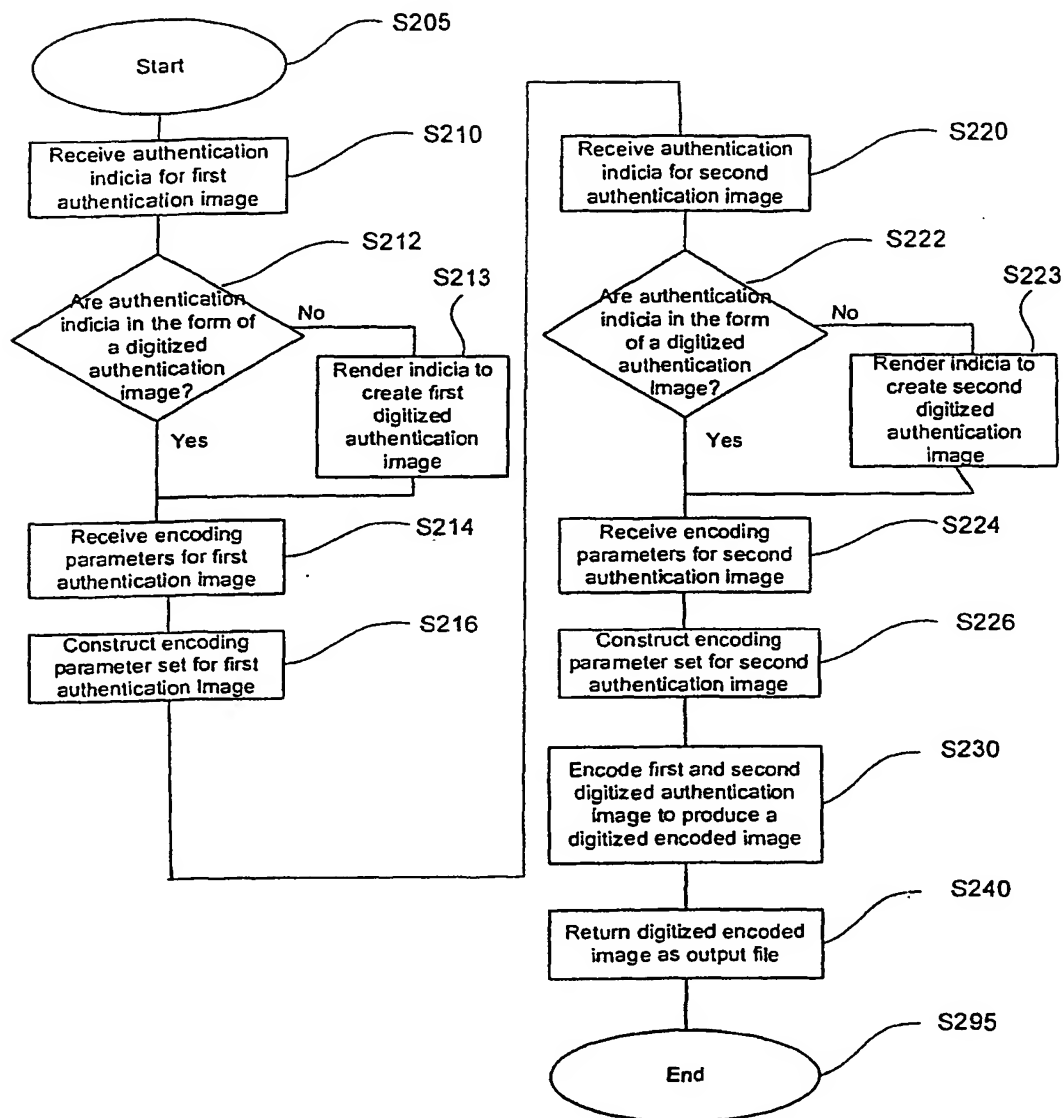 S205
Start
S210
Receive authentication
indicia for first
authentication image
S212
Are authentication
indicia in the form of
a digitized
authentication
image?
No
S213
Render indicia to
create first
digitized
authentication
image
Yes
S214
Receive encoding
parameters for first
authentication image
S216
Construct encoding
parameter set for first
authentication Image
S220
Receive authentication
indicia for second
authentication image
S222
Are authentication
indicia in the form
of a digitized
authentication
Image?
No
S223
Render indicia to
create second
digitized
authentication
image
Yes
S224
Receive encoding
parameters for second
authentication image
S226
Construct encoding
parameter set for second
authentication image
S230
Encode first and second
digitized authentication
Image to produce a
digitized encoded image
S240
Return digitized encoded
image as output file
S295
End